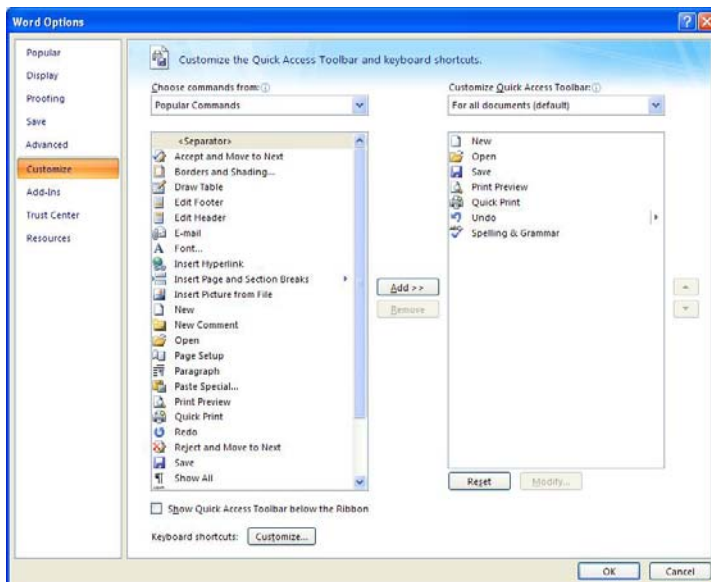 Word Options
Popular
Display
Proofing
Save
Advanced
Customize
Add-Ins
Trust Center
Resources
Customize the Quick Access Toolbar and keyboard shortcuts.
Choose commands from:
Popular Commands
<Separator>
Accept and Move to Next
Borders and Shading...
Draw Table
Edit Footer
Edit Header
E-mail
Font...
Insert Hyperlink
Insert Page and Section Breaks
Insert Picture from File
New
New Comment
Open
Page Setup
Paragraph
Paste Special...
Print Preview
Quick Print
Redo
Reject and Move to Next
Save
Show All
Add >>
Remove
Customize Quick Access Toolbar:
For all documents (default)
New
Open
Save
Print Preview
Quick Print
Undo
Spelling & Grammar
Reset
Modify...
Show Quick Access Toolbar below the Ribbon
Keyboard shortcuts:
Customize...
OK
Cancel